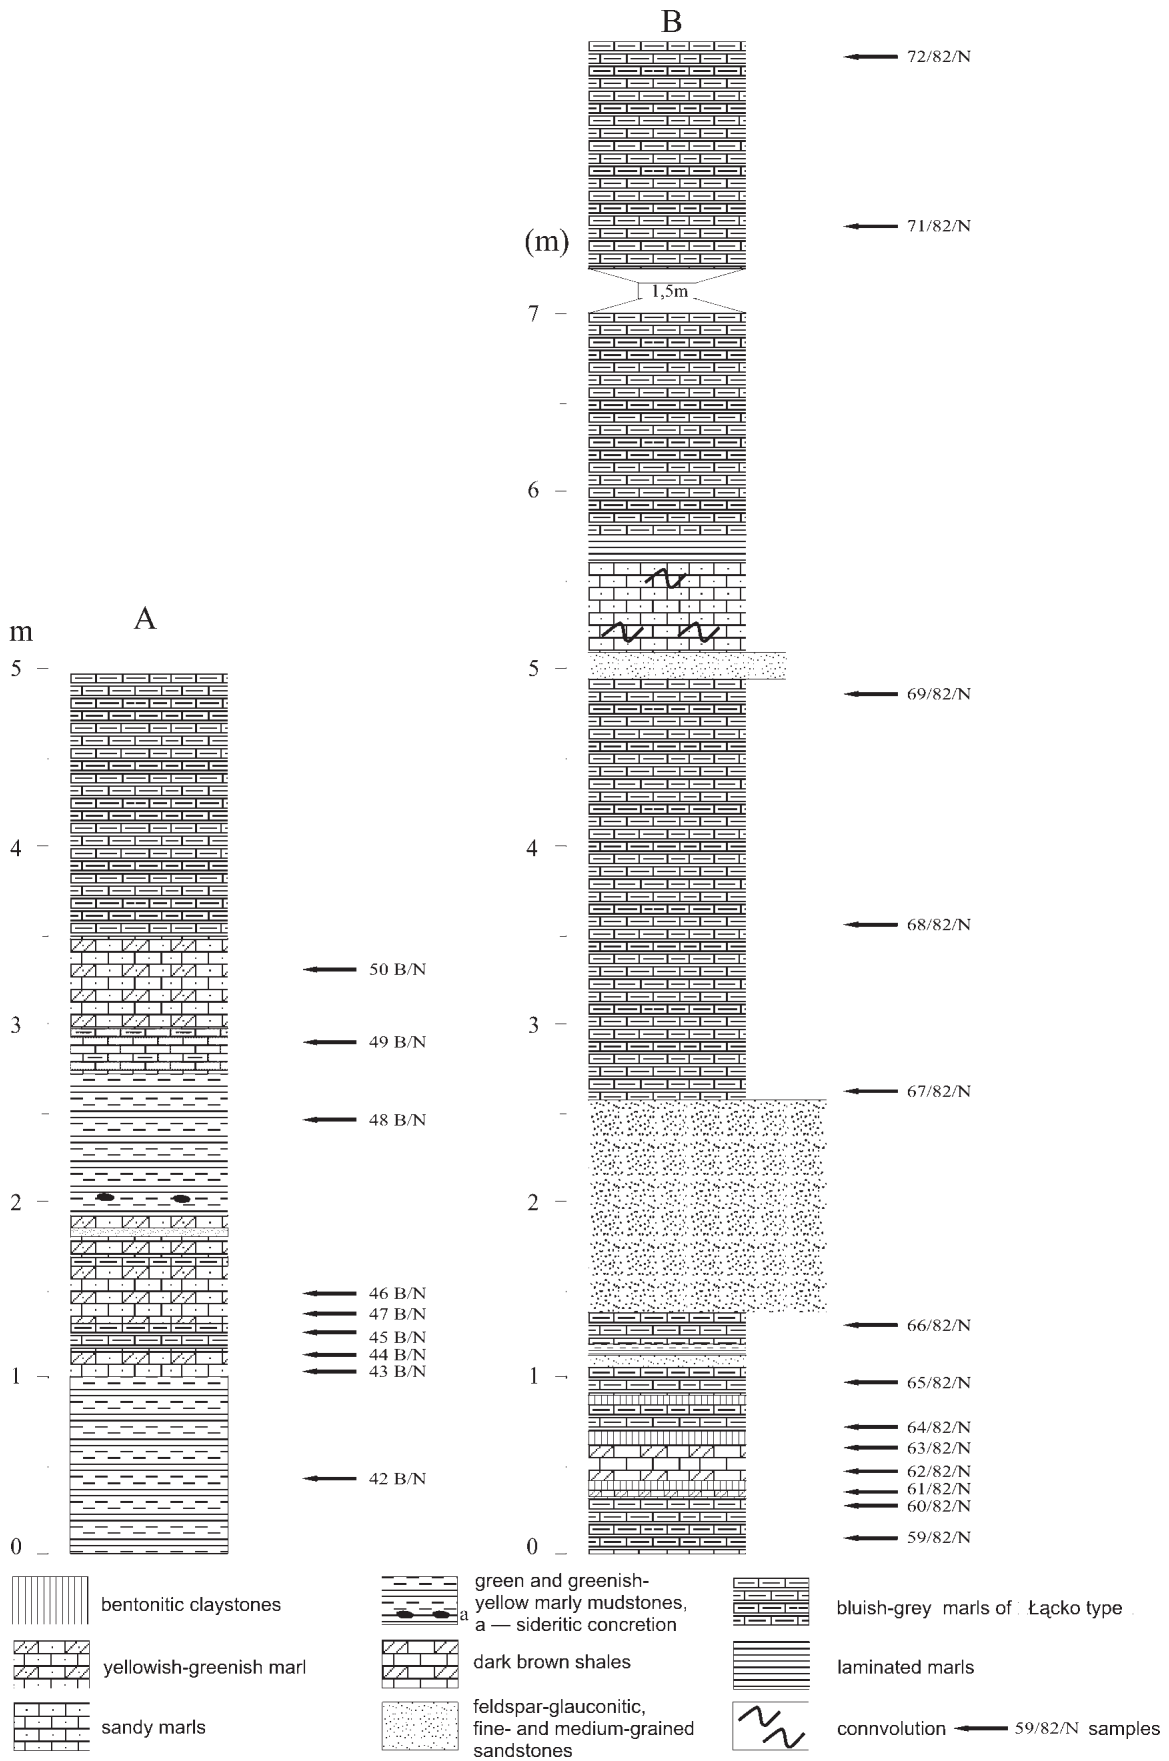 B
72/82/N
71/82/N
(m)
1,5m
7
6
5
69/82/N
4
68/82/N
3
67/82/N
2
66/82/N
1
65/82/N
64/82/N
63/82/N
62/82/N
61/82/N
60/82/N
59/82/N
0
A
m
5
4
50 B/N
3
49 B/N
48 B/N
2
46 B/N
47 B/N
45 B/N
44 B/N
43 B/N
1
42 B/N
0
bentonitic claystones
yellowish-greenish marl
sandy marls
a
green and greenish-
yellow marly mudstones,
a — sideritic concretion
dark brown shales
feldspar-glauconitic,
fine- and medium-grained
sandstones
bluish-grey marls of Łącko type
laminated marls
connvolution
59/82/N samples